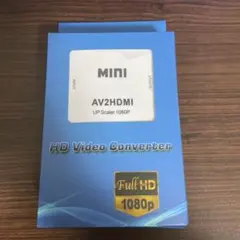 MINI
AV2HDMI
UP Scaler 1080P
HD Video Converter
Full HD
1080p